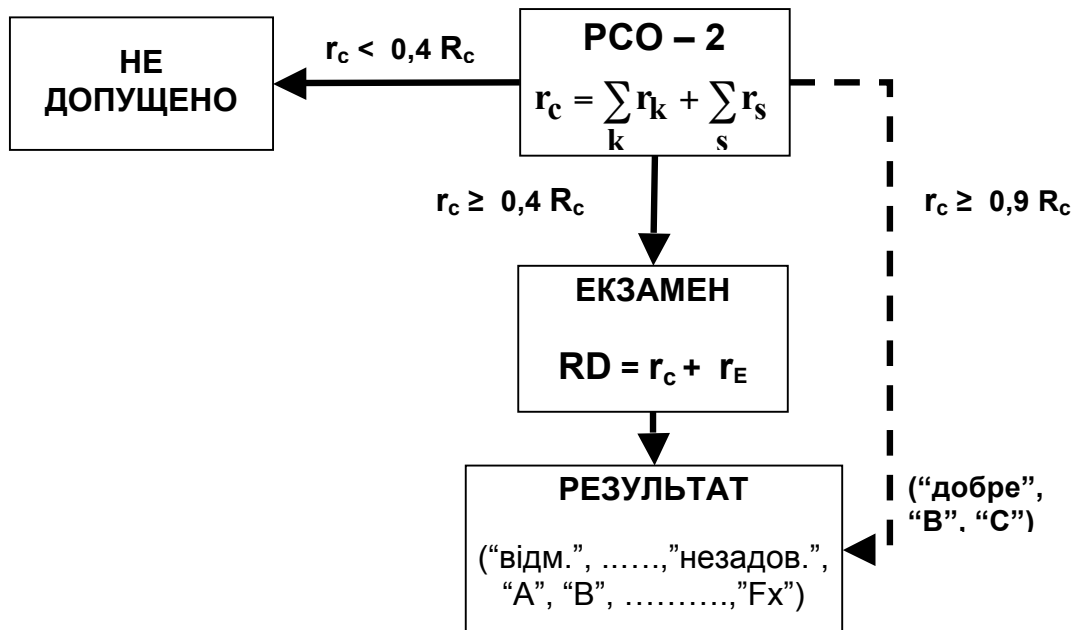 НЕ
ДОПУЩЕНО
r_c < 0,4 R_c
РСО – 2
r_c = ∑_k r_k + ∑_s r_s
r_c ≥ 0,4 R_c
r_c ≥ 0,9 R_c
ЕКЗАМЕН
RD = r_c + r_E
РЕЗУЛЬТАТ
(“відм.”, ..….,”незадов.”,
“А”, “В”, ……….,”Fx”)
(“добре”,
“В”, “С”)